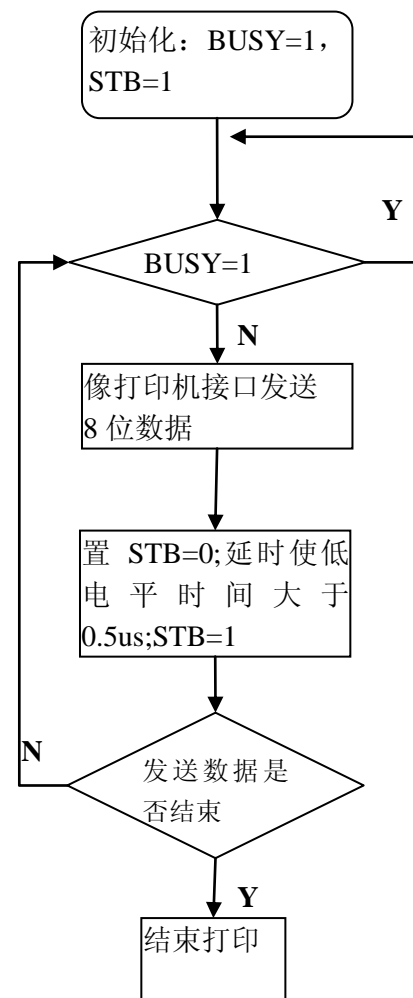 初始化：BUSY=1，
STB=1
Y
BUSY=1
N
像打印机接口发送
8 位数据
置 STB=0;延时使低
电平时间大于
0.5us;STB=1
N
发送数据是
否结束
Y
结束打印